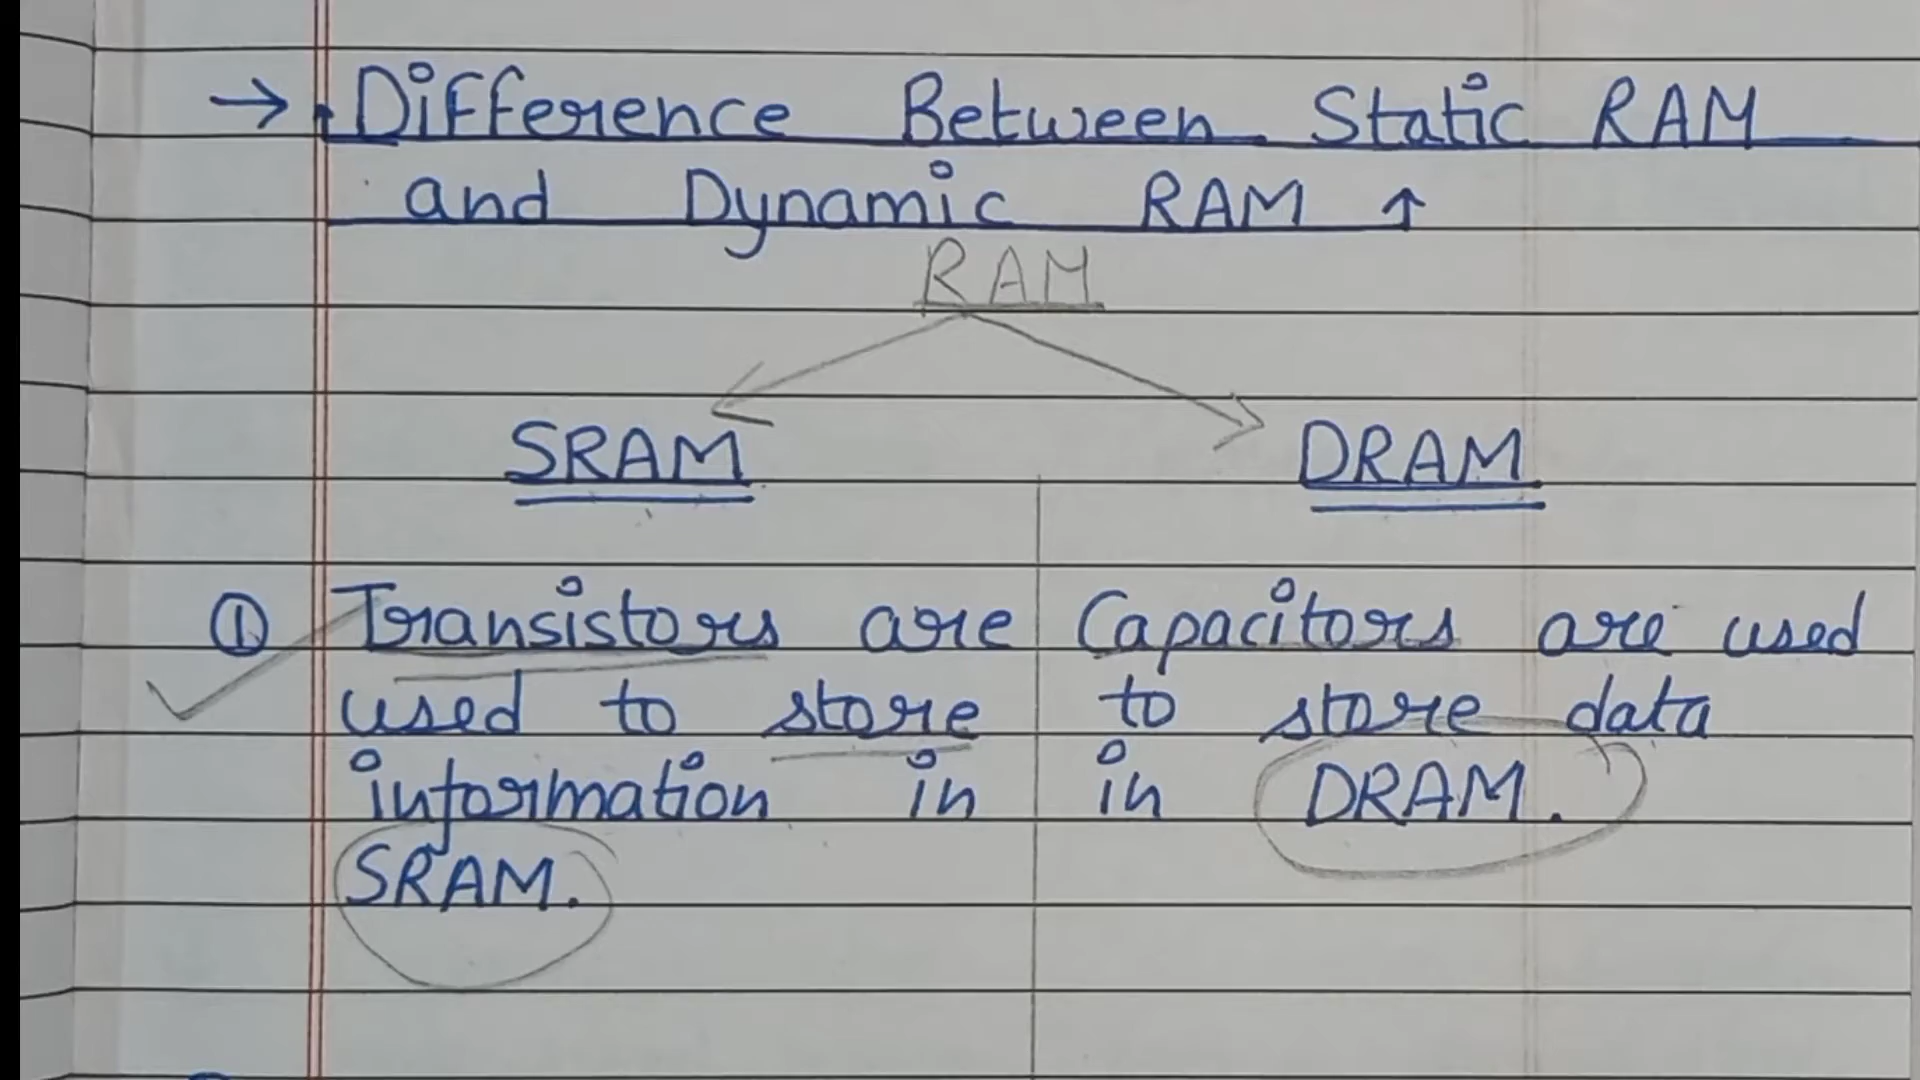 → Difference Between Static RAM
and Dynamic RAM ↑
RAM
SRAM DRAM
① Transistors are Capacitors are used
used to store to store data
information in in DRAM.
SRAM.